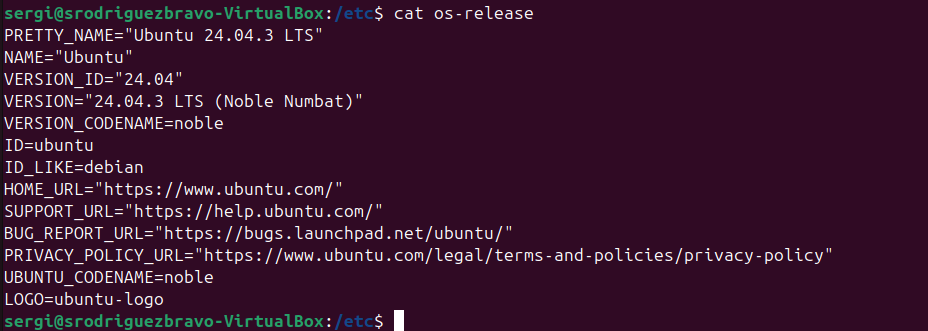 sergi@srodriguezbravo-VirtualBox:/etc$ cat os-release
PRETTY_NAME="Ubuntu 24.04.3 LTS"
NAME="Ubuntu"
VERSION_ID="24.04"
VERSION="24.04.3 LTS (Noble Numbat)"
VERSION_CODENAME=noble
ID=ubuntu
ID_LIKE=debian
HOME_URL="https://www.ubuntu.com/"
SUPPORT_URL="https://help.ubuntu.com/"
BUG_REPORT_URL="https://bugs.launchpad.net/ubuntu/"
PRIVACY_POLICY_URL="https://www.ubuntu.com/legal/terms-and-policies/privacy-policy"
UBUNTU_CODENAME=noble
LOGO=ubuntu-logo
sergi@srodriguezbravo-VirtualBox:/etc$